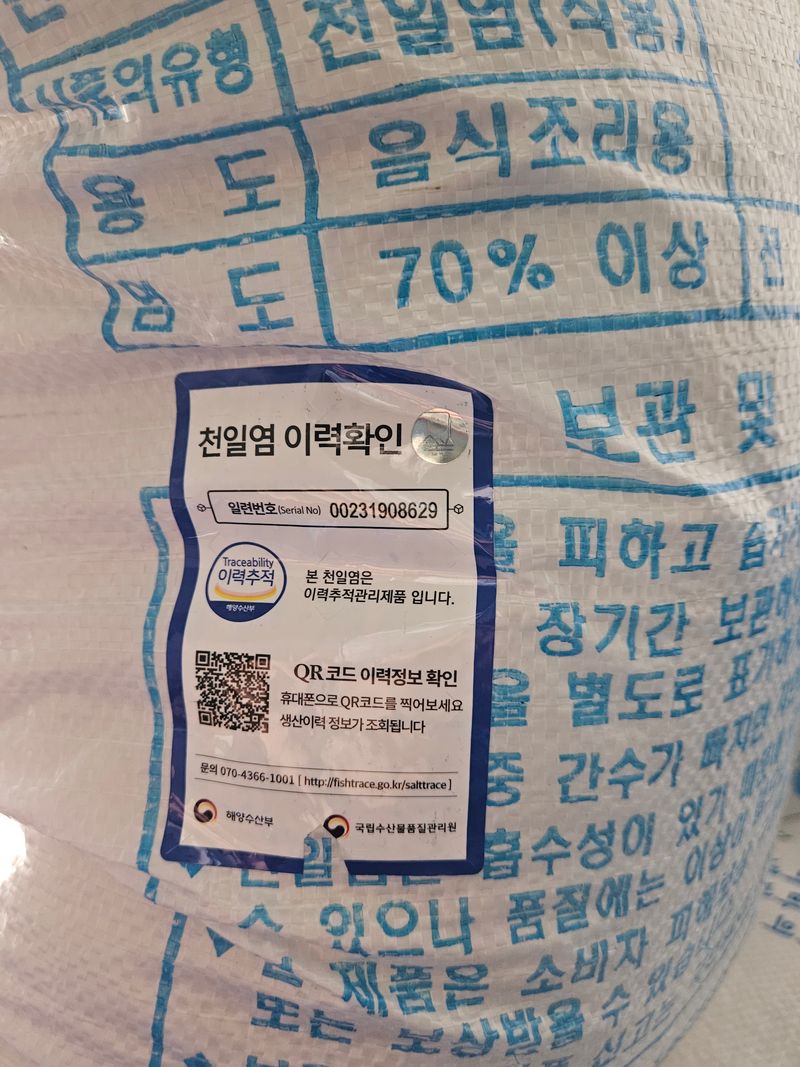 식품의유형 천일염(식용)
용 도 음식조리용
염 도 70% 이상
보관 및
천일염 이력확인
일련번호(Serial No) 00231908629
Traceability
이력추적
해양수산부
본 천일염은
이력추적관리제품 입니다.
QR코드 이력정보 확인
휴대폰으로 QR코드를 찍어보세요
생산이력 정보가 조회됩니다
문의 070-4366-1001 [ http://fishtrace.go.kr/salttrace ]
해양수산부
국립수산물품질관리원
을 피하고
장기간 보관하
을 별도로 표기하
중 간수가 빠지면
흡수성이 있기 때문에
수 있으나 품질에는 이상이
본 제품은 소비자 피해
또는 보상받을 수 있